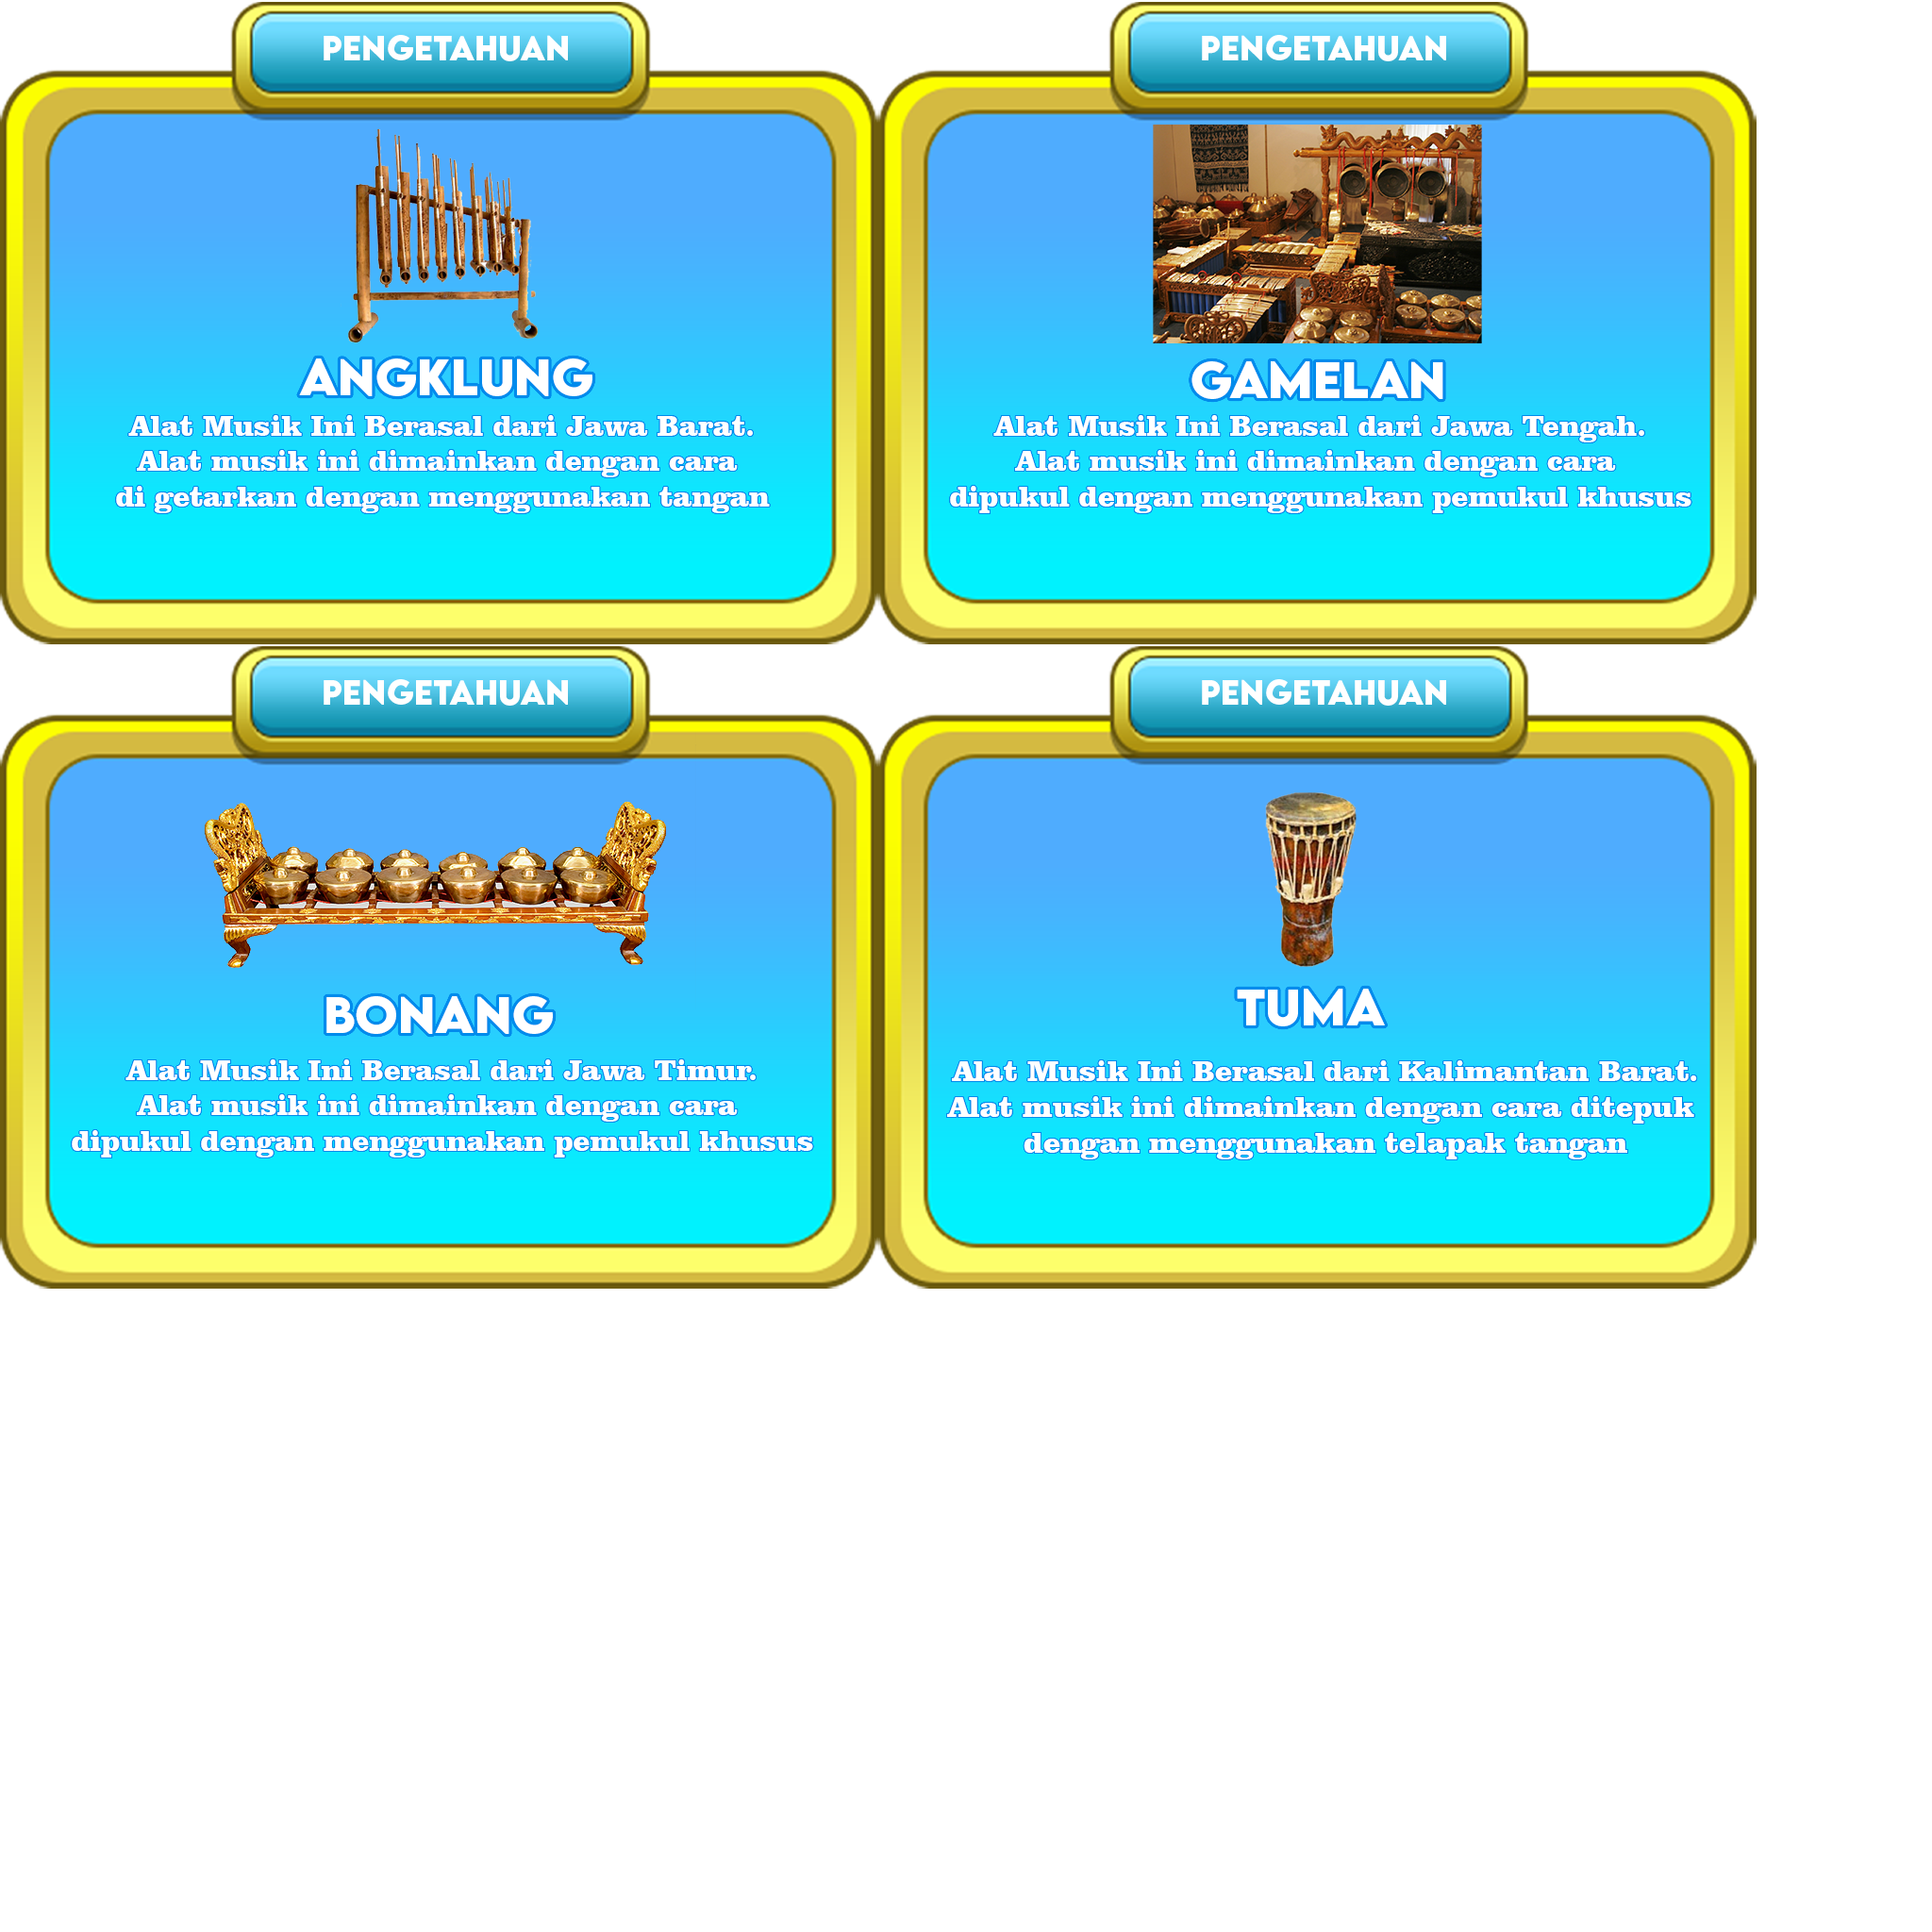 PENGETAHUAN
ANGKLUNG
Alat Musik Ini Berasal dari Jawa Barat.
Alat musik ini dimainkan dengan cara
di getarkan dengan menggunakan tangan
PENGETAHUAN
GAMELAN
Alat Musik Ini Berasal dari Jawa Tengah.
Alat musik ini dimainkan dengan cara
dipukul dengan menggunakan pemukul khusus
PENGETAHUAN
BONANG
Alat Musik Ini Berasal dari Jawa Timur.
Alat musik ini dimainkan dengan cara
dipukul dengan menggunakan pemukul khusus
PENGETAHUAN
TUMA
Alat Musik Ini Berasal dari Kalimantan Barat.
Alat musik ini dimainkan dengan cara ditepuk
dengan menggunakan telapak tangan